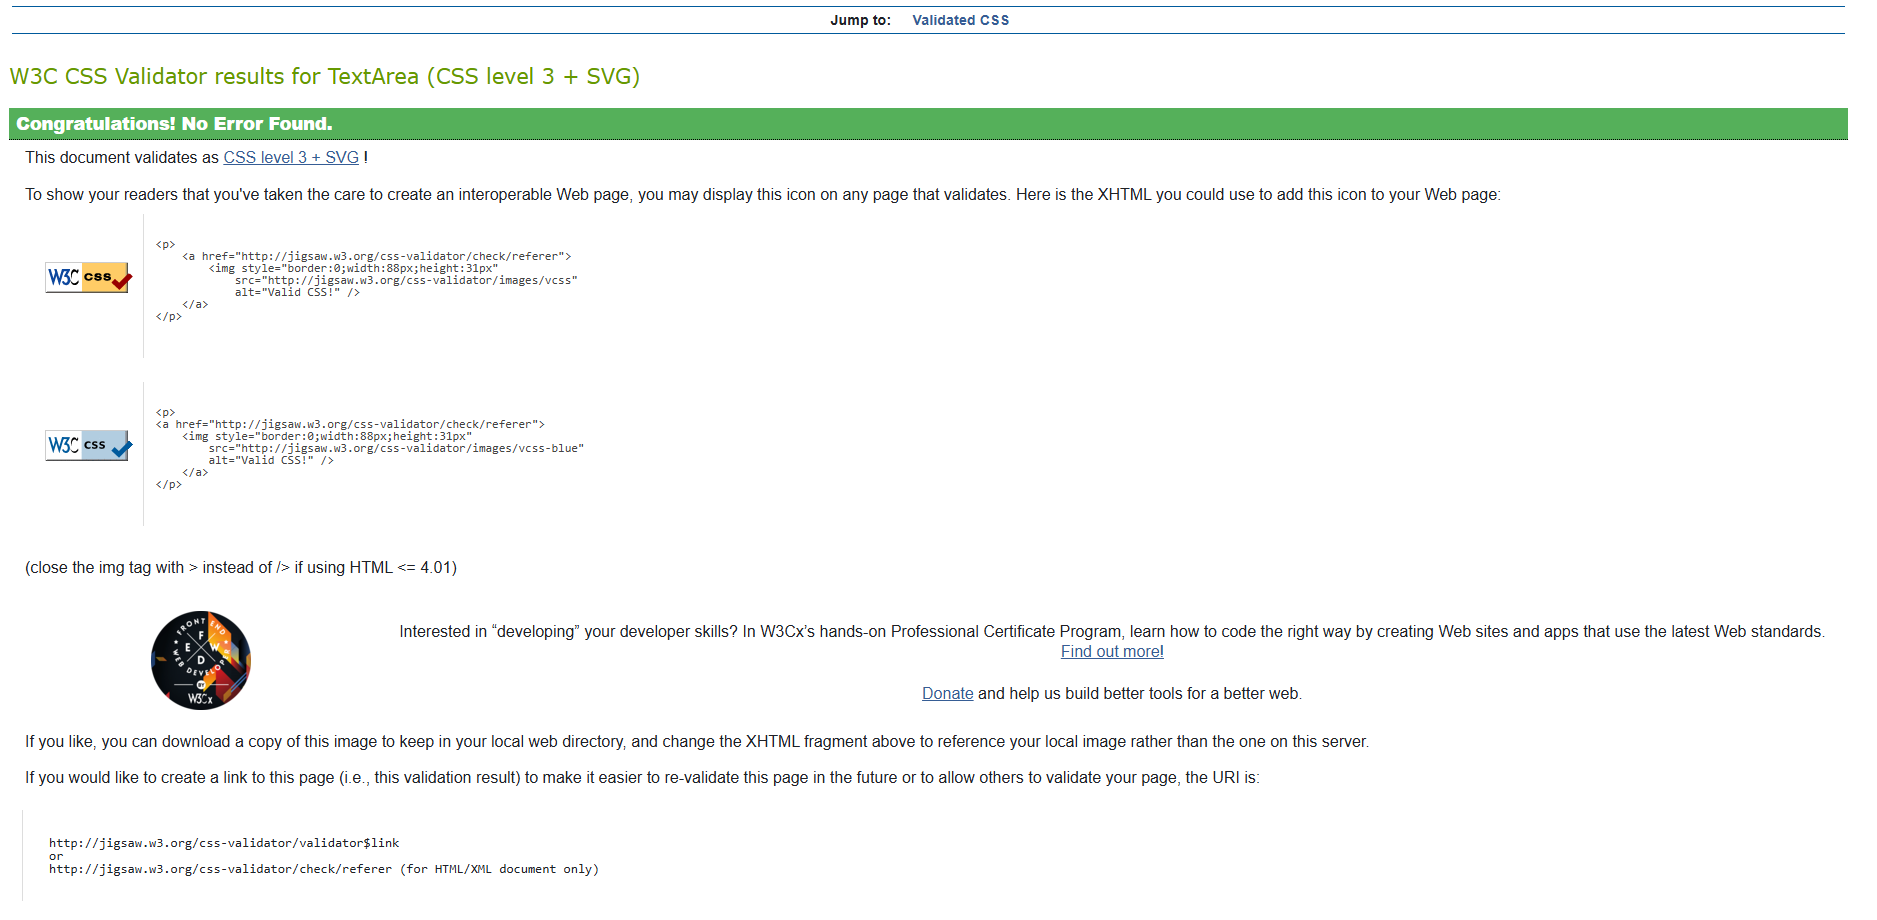 Jump to: Validated CSS
W3C CSS Validator results for TextArea (CSS level 3 + SVG)
Congratulations! No Error Found.
This document validates as CSS level 3 + SVG !
To show your readers that you've taken the care to create an interoperable Web page, you may display this icon on any page that validates. Here is the XHTML you could use to add this icon to your Web page:
W3C css
<p>
    <a href="http://jigsaw.w3.org/css-validator/check/referer">
        <img style="border:0;width:88px;height:31px"
            src="http://jigsaw.w3.org/css-validator/images/vcss"
            alt="Valid CSS!" />
    </a>
</p>
W3C css
<p>
<a href="http://jigsaw.w3.org/css-validator/check/referer">
    <img style="border:0;width:88px;height:31px"
        src="http://jigsaw.w3.org/css-validator/images/vcss-blue"
        alt="Valid CSS!" />
    </a>
</p>
(close the img tag with > instead of /> if using HTML <= 4.01)
FRONT END
WEB DEVELOPER
F
E W
D
BY
W3Cx
Interested in “developing” your developer skills? In W3Cx’s hands-on Professional Certificate Program, learn how to code the right way by creating Web sites and apps that use the latest Web standards.
Find out more!
Donate and help us build better tools for a better web.
If you like, you can download a copy of this image to keep in your local web directory, and change the XHTML fragment above to reference your local image rather than the one on this server.
If you would like to create a link to this page (i.e., this validation result) to make it easier to re-validate this page in the future or to allow others to validate your page, the URI is:
http://jigsaw.w3.org/css-validator/validator$link
or
http://jigsaw.w3.org/css-validator/check/referer (for HTML/XML document only)